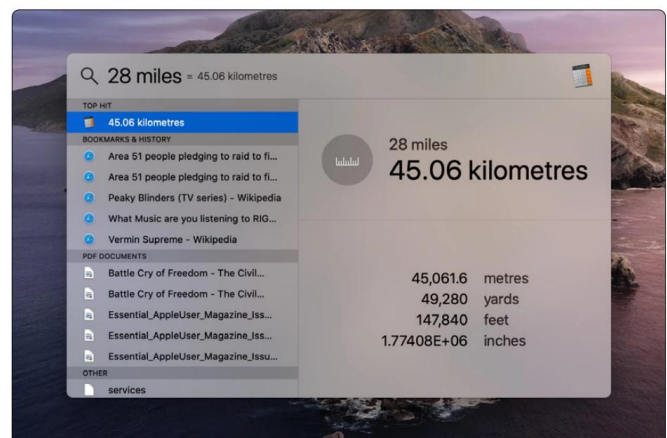 28 miles = 45.06 kilometres
TOP HIT
45.06 kilometres
BOOKMARKS & HISTORY
Area 51 people pledging to raid to fi...
Area 51 people pledging to raid to fi...
Peaky Blinders (TV series) - Wikipedia
What Music are you listening to RIG...
Vermin Supreme - Wikipedia
PDF DOCUMENTS
Battle Cry of Freedom - The Civil...
Battle Cry of Freedom - The Civil...
Essential_AppleUser_Magazine_Iss...
Essential_AppleUser_Magazine_Iss...
Essential_AppleUser_Magazine_Issu...
OTHER
services
28 miles
45.06 kilometres
45,061.6 metres
49,280 yards
147,840 feet
1.77408E+06 inches